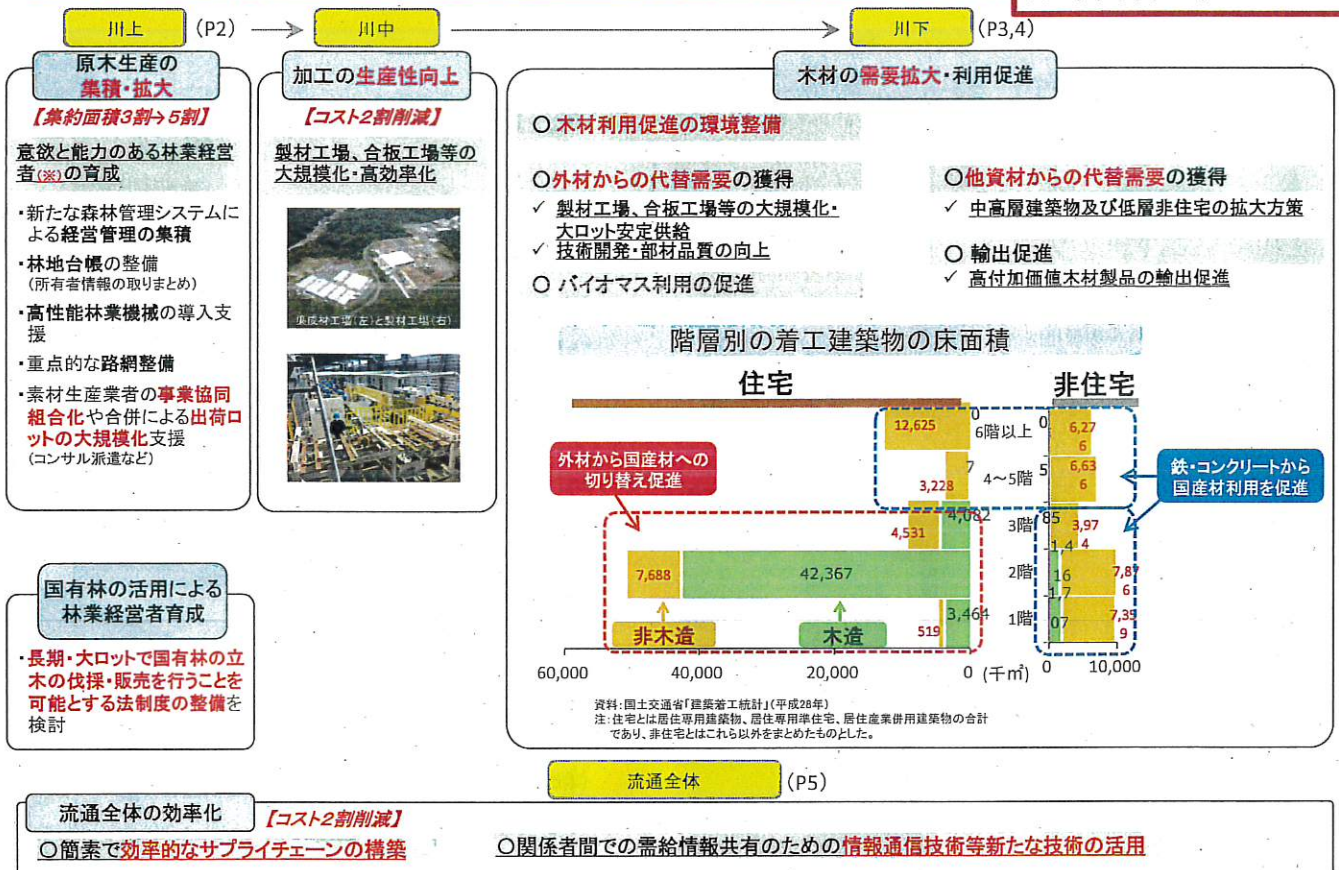 川上 (P2)
川中
川下 (P3,4)
原木生産の
集積・拡大
【集約面積3割→5割】
意欲と能力のある林業経営
者(※)の育成
・新たな森林管理システムに
よる経営管理の集積
・林地台帳の整備
(所有者情報の取りまとめ)
・高性能林業機械の導入支
援
・重点的な路網整備
・素材生産業者の事業協同
組合化や合併による出荷ロ
ットの大規模化支援
(コンサル派遣など)
国有林の活用による
林業経営者育成
・長期・大ロットで国有林の立
木の伐採・販売を行うことを
可能とする法制度の整備を
検討
加工の生産性向上
【コスト2割削減】
製材工場、合板工場等の
大規模化・高効率化
集成材工場(左)と製材工場(右)
木材の需要拡大・利用促進
○ 木材利用促進の環境整備
○外材からの代替需要の獲得
✓ 製材工場、合板工場等の大規模化・
大ロット安定供給
✓ 技術開発・部材品質の向上
○ バイオマス利用の促進
○他資材からの代替需要の獲得
✓ 中高層建築物及び低層非住宅の拡大方策
○ 輸出促進
✓ 高付加価値木材製品の輸出促進
階層別の着工建築物の床面積
住宅
非住宅
12,625
0
6階以上
0
6,27
6
3,228
7
4～5階
5
6,63
6
4,531
4,082
3階
85
3,97
4
7,688
42,367
2階
1,4
16
7,87
6
519
3,464
1階
1,7
07
7,35
9
外材から国産材への
切り替え促進
鉄・コンクリートから
国産材利用を促進
非木造
木造
60,000
40,000
20,000
0
(千㎡)
0
10,000
資料:国土交通省「建築着工統計」(平成28年)
注:住宅とは居住専用建築物、居住専用準住宅、居住産業併用建築物の合計
であり、非住宅とはこれら以外をまとめたものとした。
流通全体 (P5)
流通全体の効率化
【コスト2割削減】
○簡素で効率的なサプライチェーンの構築
○関係者間での需給情報共有のための情報通信技術等新たな技術の活用